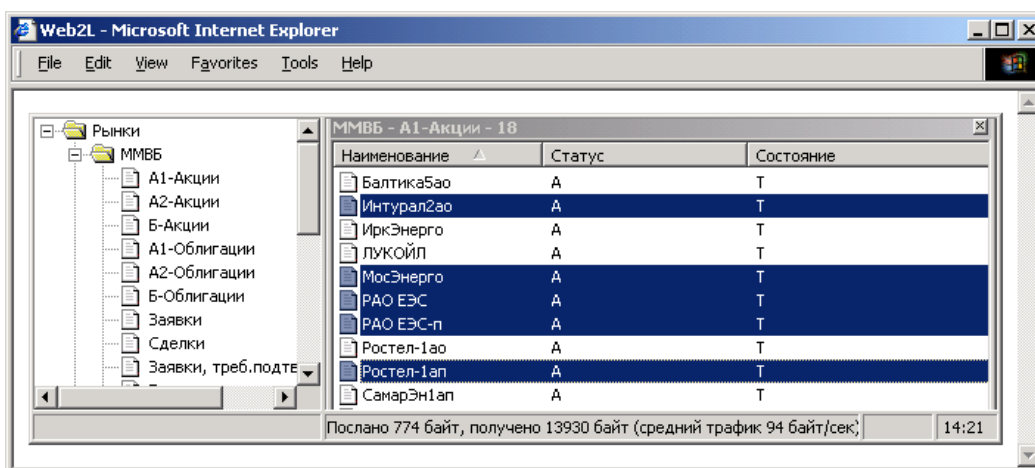 Web2L - Microsoft Internet Explorer
File Edit View Favorites Tools Help
Рынки
ММВБ
А1-Акции
А2-Акции
Б-Акции
А1-Облигации
А2-Облигации
Б-Облигации
Заявки
Сделки
Заявки, треб.подте
ММВБ - А1-Акции - 18
Наименование Статус Состояние
Балтика5ао А Т
Интурал2ао А Т
ИркЭнерго А Т
ЛУКОЙЛ А Т
МосЭнерго А Т
РАО ЕЭС А Т
РАО ЕЭС-п А Т
Ростел-1ао А Т
Ростел-1ап А Т
СамарЭн1ап А Т
Послано 774 байт, получено 13930 байт (средний трафик 94 байт/сек) 14:21